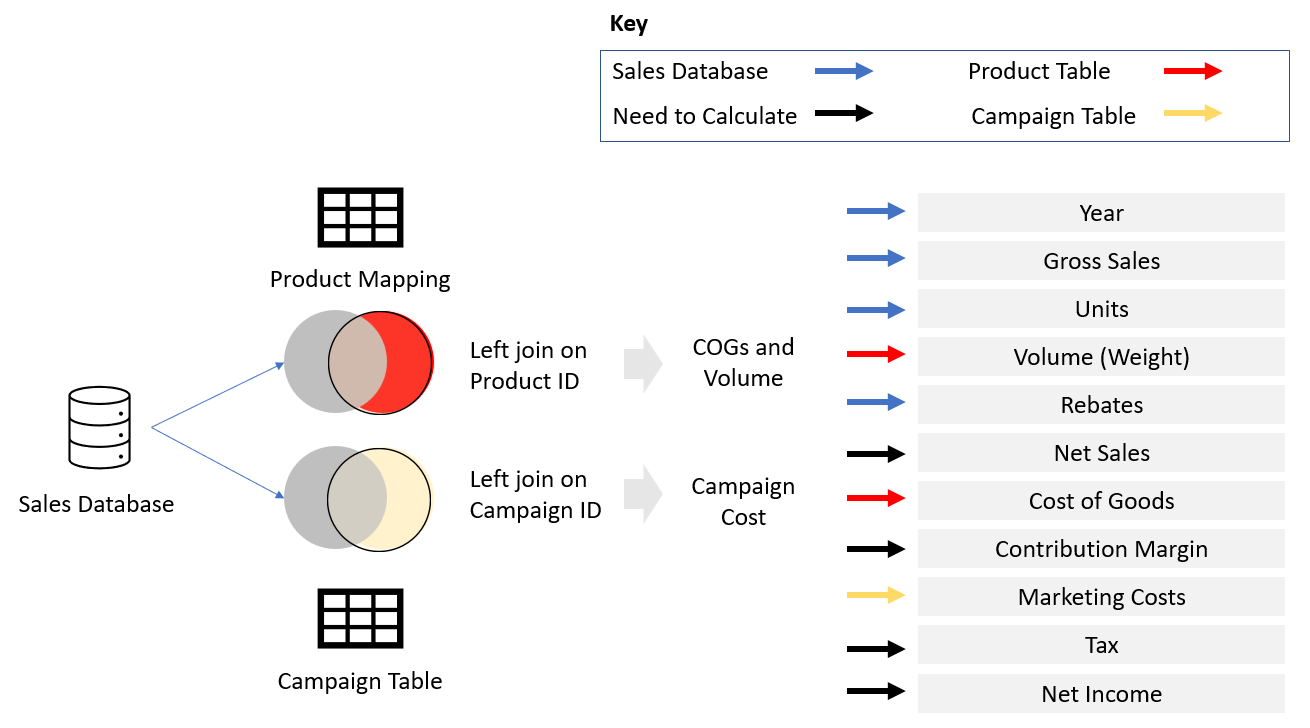 Key
Sales Database
Product Table
Need to Calculate
Campaign Table
Product Mapping
Left join on
Product ID
COGs and
Volume
Sales Database
Left join on
Campaign ID
Campaign
Cost
Campaign Table
Year
Gross Sales
Units
Volume (Weight)
Rebates
Net Sales
Cost of Goods
Contribution Margin
Marketing Costs
Tax
Net Income